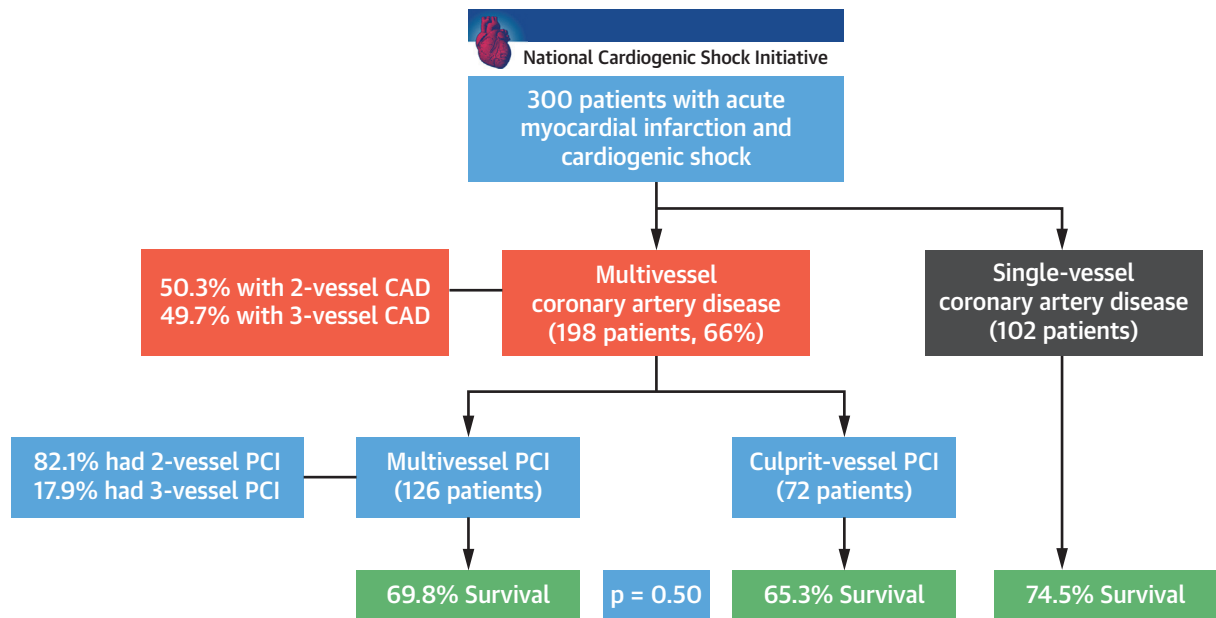 National Cardiogenic Shock Initiative
300 patients with acute
myocardial infarction and
cardiogenic shock
50.3% with 2-vessel CAD
49.7% with 3-vessel CAD
Multivessel
coronary artery disease
(198 patients, 66%)
Single-vessel
coronary artery disease
(102 patients)
82.1% had 2-vessel PCI
17.9% had 3-vessel PCI
Multivessel PCI
(126 patients)
Culprit-vessel PCI
(72 patients)
69.8% Survival
p = 0.50
65.3% Survival
74.5% Survival